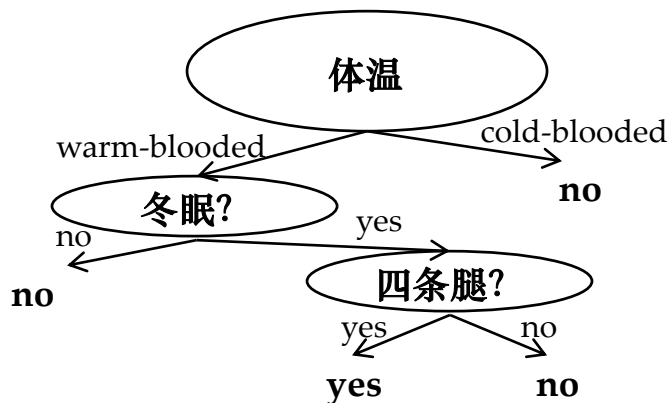 体温
warm-blooded
cold-blooded
no
冬眠?
no
yes
no
四条腿?
yes
no
yes
no